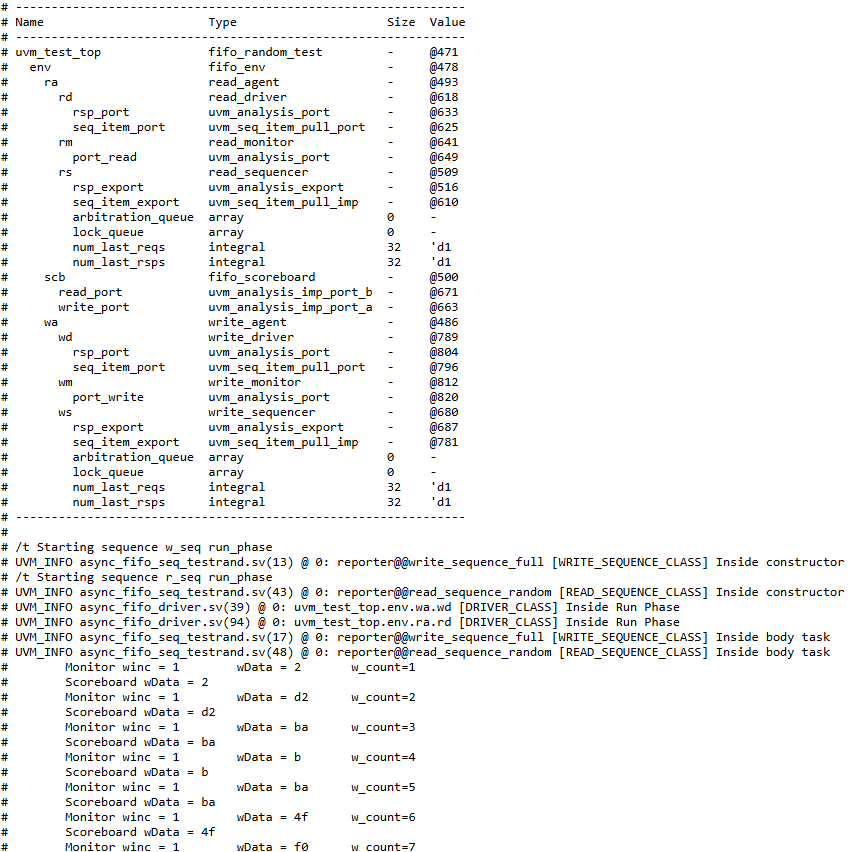 # -----------------------------------------------------------
# Name                      Type                     Size  Value
# -----------------------------------------------------------
# uvm_test_top              fifo_random_test         -     @471
#   env                     fifo_env                 -     @478
#     ra                    read_agent               -     @493
#       rd                  read_driver              -     @618
#         rsp_port          uvm_analysis_port        -     @633
#         seq_item_port     uvm_seq_item_pull_port   -     @625
#       rm                  read_monitor             -     @641
#         port_read         uvm_analysis_port        -     @649
#       rs                  read_sequencer           -     @509
#         rsp_export        uvm_analysis_export      -     @516
#         seq_item_export   uvm_seq_item_pull_imp    -     @610
#         arbitration_queue array                    0     -
#         lock_queue        array                    0     -
#         num_last_reqs     integral                 32    'd1
#         num_last_rsps     integral                 32    'd1
#     scb                   fifo_scoreboard          -     @500
#       read_port           uvm_analysis_imp_port_b  -     @671
#       write_port          uvm_analysis_imp_port_a  -     @663
#     wa                    write_agent              -     @486
#       wd                  write_driver             -     @789
#         rsp_port          uvm_analysis_port        -     @804
#         seq_item_port     uvm_seq_item_pull_port   -     @796
#       wm                  write_monitor            -     @812
#         port_write        uvm_analysis_port        -     @820
#       ws                  write_sequencer          -     @680
#         rsp_export        uvm_analysis_export      -     @687
#         seq_item_export   uvm_seq_item_pull_imp    -     @781
#         arbitration_queue array                    0     -
#         lock_queue        array                    0     -
#         num_last_reqs     integral                 32    'd1
#         num_last_rsps     integral                 32    'd1
# -----------------------------------------------------------
#
# /t Starting sequence w_seq run_phase
# UVM_INFO async_fifo_seq_testrand.sv(13) @ 0: reporter@@write_sequence_full [WRITE_SEQUENCE_CLASS] Inside constructor
# /t Starting sequence r_seq run_phase
# UVM_INFO async_fifo_seq_testrand.sv(43) @ 0: reporter@@read_sequence_random [READ_SEQUENCE_CLASS] Inside constructor
# UVM_INFO async_fifo_driver.sv(39) @ 0: uvm_test_top.env.wa.wd [DRIVER_CLASS] Inside Run Phase
# UVM_INFO async_fifo_driver.sv(94) @ 0: uvm_test_top.env.ra.rd [DRIVER_CLASS] Inside Run Phase
# UVM_INFO async_fifo_seq_testrand.sv(17) @ 0: reporter@@write_sequence_full [WRITE_SEQUENCE_CLASS] Inside body task
# UVM_INFO async_fifo_seq_testrand.sv(48) @ 0: reporter@@read_sequence_random [READ_SEQUENCE_CLASS] Inside body task
#        Monitor winc = 1        wData = 2       w_count=1
#        Scoreboard wData = 2
#        Monitor winc = 1        wData = d2      w_count=2
#        Scoreboard wData = d2
#        Monitor winc = 1        wData = ba      w_count=3
#        Scoreboard wData = ba
#        Monitor winc = 1        wData = b       w_count=4
#        Scoreboard wData = b
#        Monitor winc = 1        wData = ba      w_count=5
#        Scoreboard wData = ba
#        Monitor winc = 1        wData = 4f      w_count=6
#        Scoreboard wData = 4f
#        Monitor winc = 1        wData = f0      w_count=7